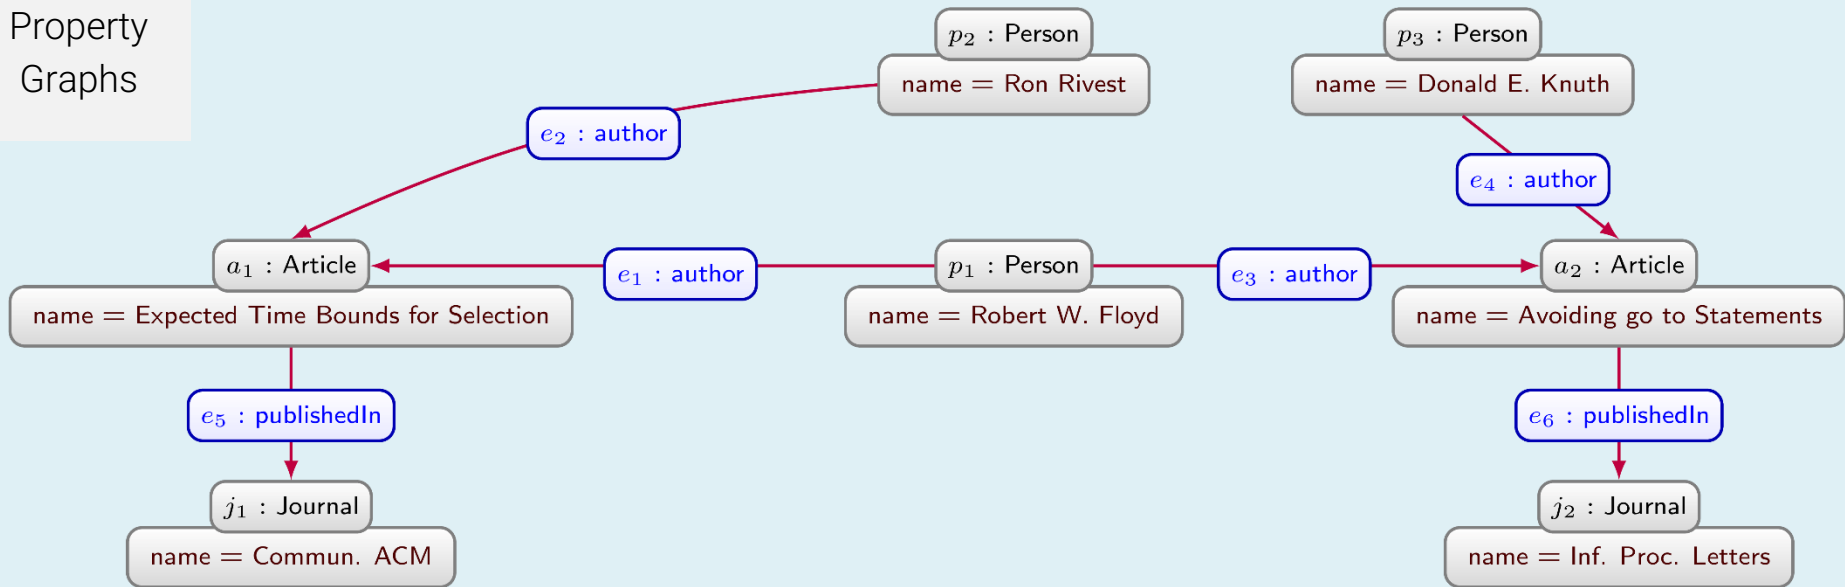 Property
Graphs
p₂ : Person
name = Ron Rivest
p₃ : Person
name = Donald E. Knuth
e₂ : author
e₄ : author
a₁ : Article
name = Expected Time Bounds for Selection
e₁ : author
p₁ : Person
name = Robert W. Floyd
e₃ : author
a₂ : Article
name = Avoiding go to Statements
e₅ : publishedIn
e₆ : publishedIn
j₁ : Journal
name = Commun. ACM
j₂ : Journal
name = Inf. Proc. Letters